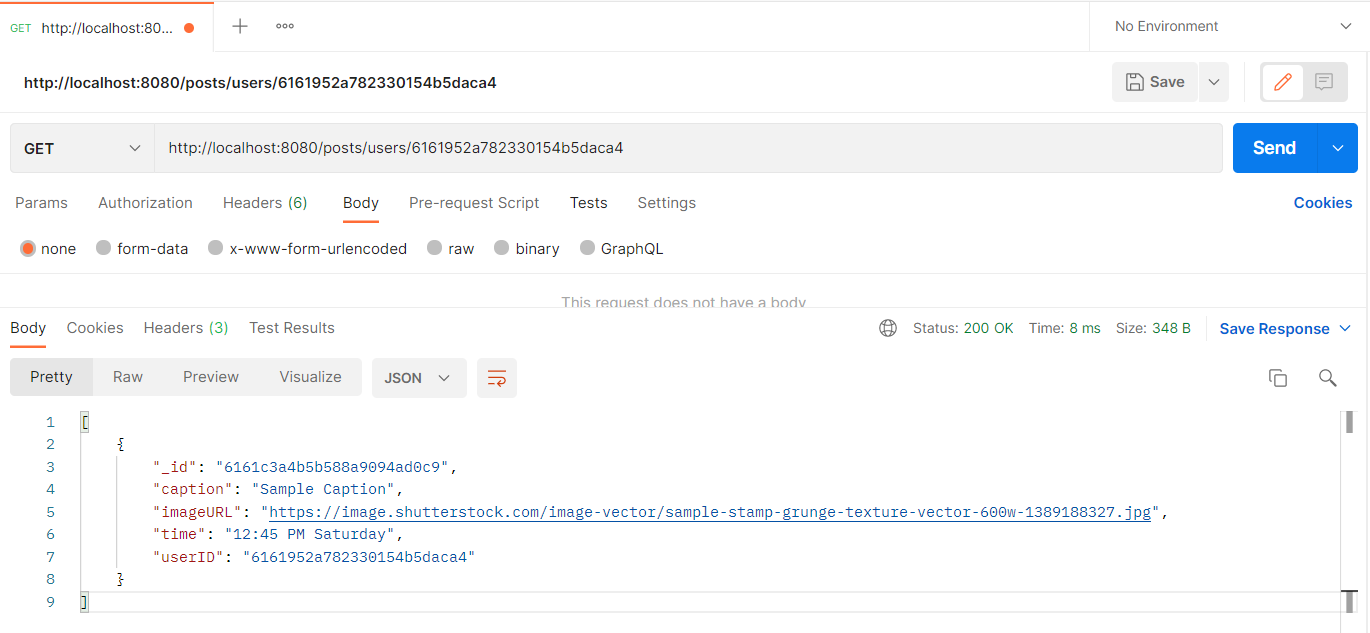 GET http://localhost:80... No Environment
http://localhost:8080/posts/users/6161952a782330154b5daca4 Save
GET http://localhost:8080/posts/users/6161952a782330154b5daca4 Send
Params Authorization Headers (6) Body Pre-request Script Tests Settings Cookies
none form-data x-www-form-urlencoded raw binary GraphQL
This request does not have a body
Body Cookies Headers (3) Test Results Status: 200 OK Time: 8 ms Size: 348 B Save Response
Pretty Raw Preview Visualize JSON
1 [
2 {
3 "_id": "6161c3a4b5b588a9094ad0c9",
4 "caption": "Sample Caption",
5 "imageURL": "https://image.shutterstock.com/image-vector/sample-stamp-grunge-texture-vector-600w-1389188327.jpg",
6 "time": "12:45 PM Saturday",
7 "userID": "6161952a782330154b5daca4"
8 }
9 ]